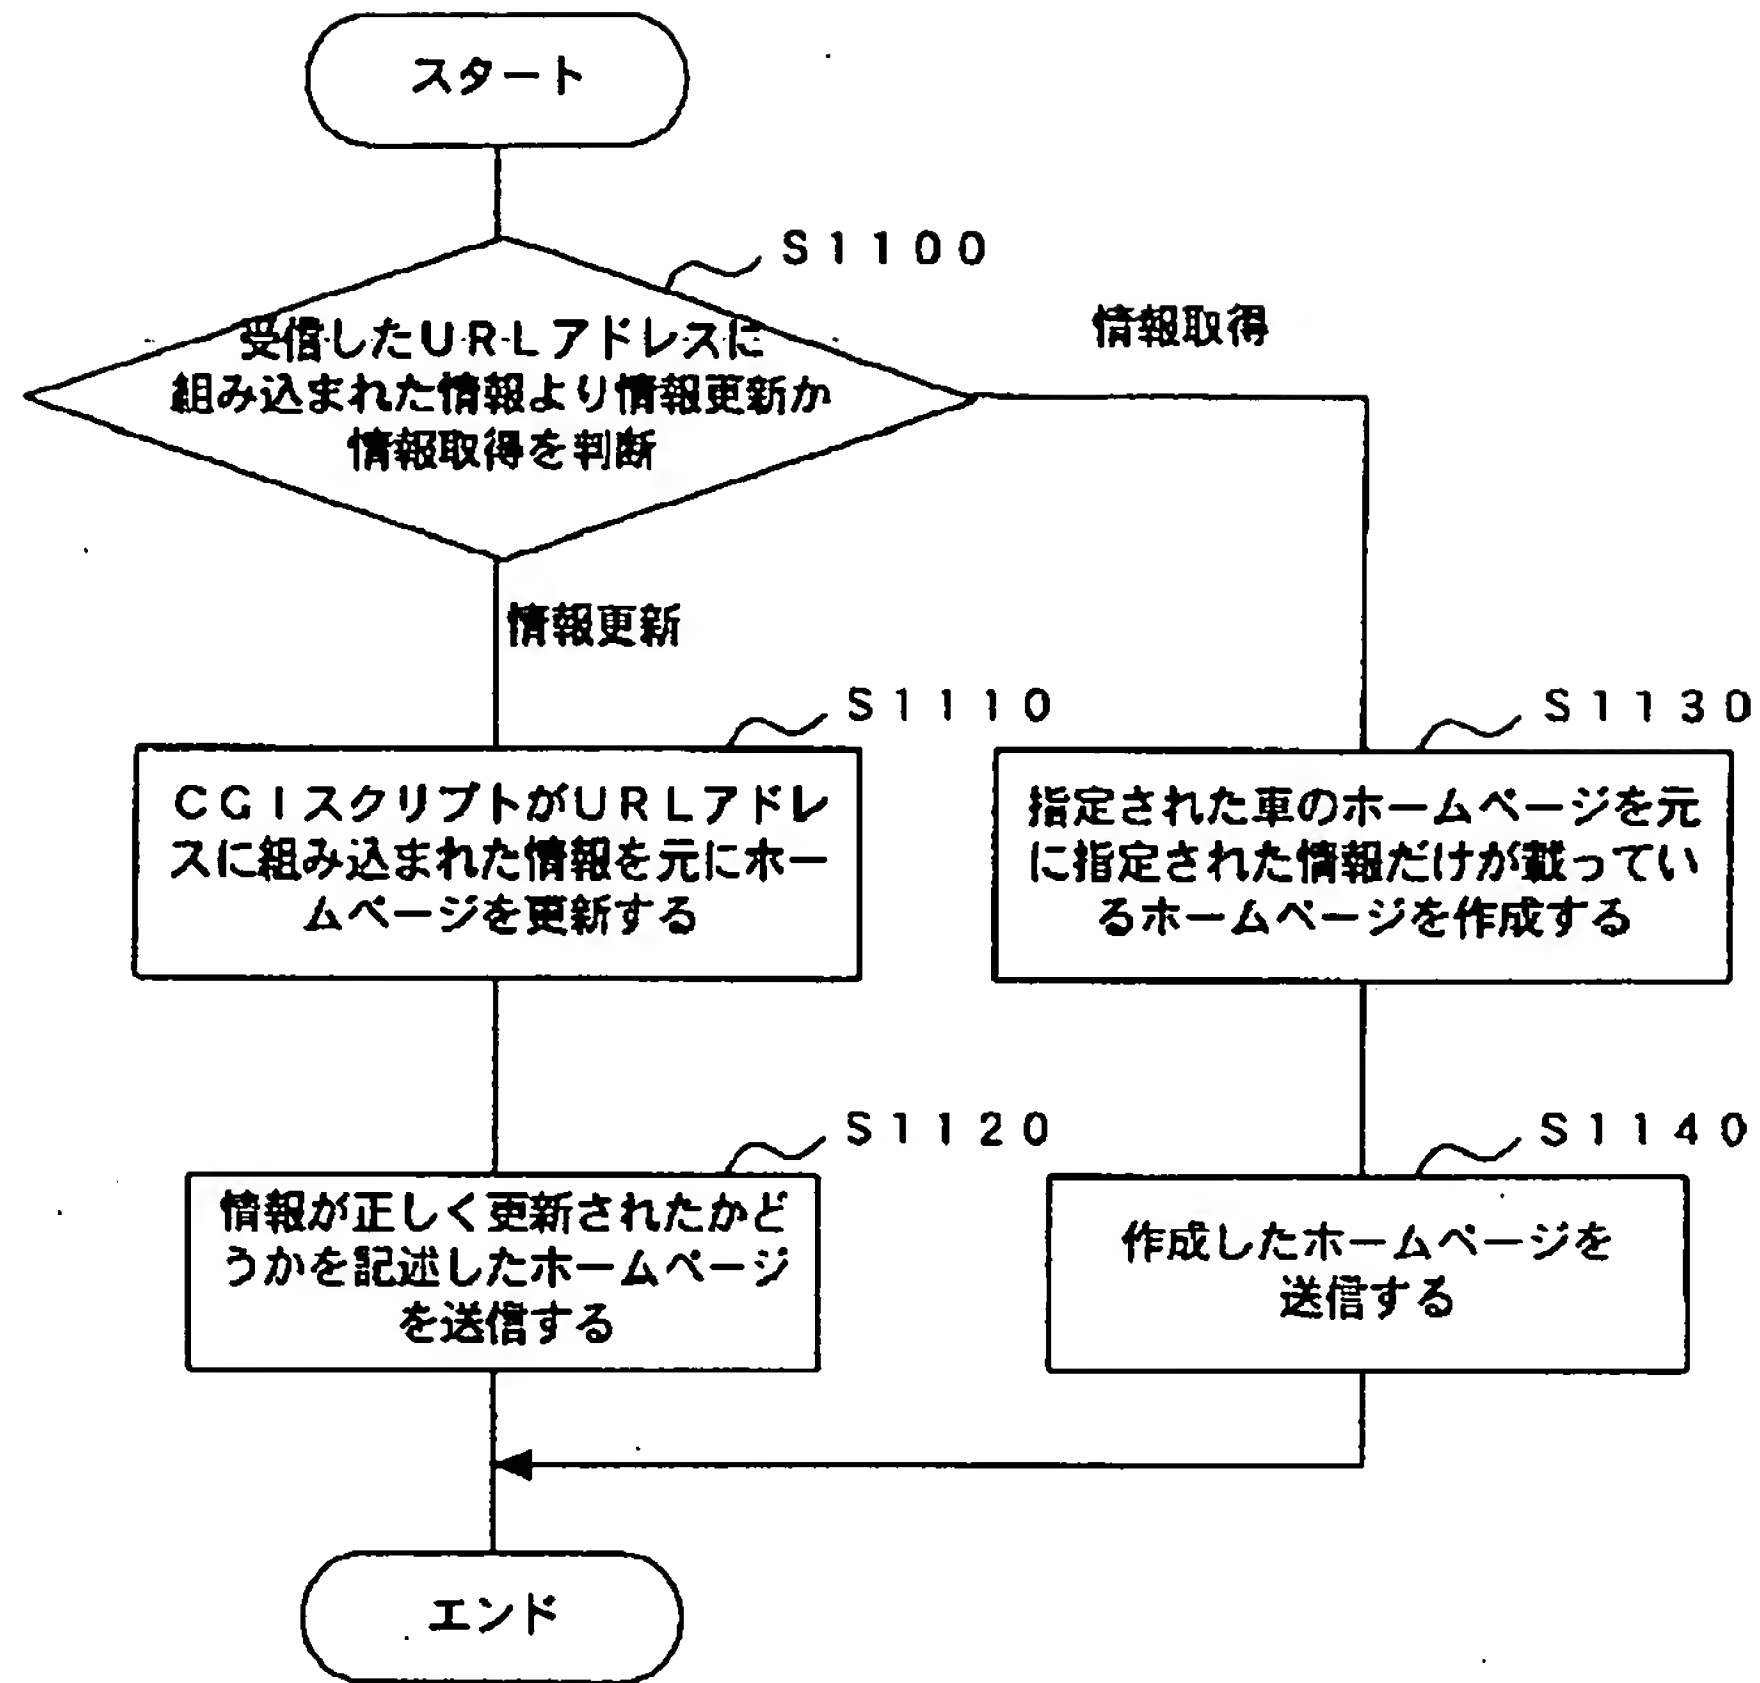 スタート
S1100
受信したURLアドレスに
組み込まれた情報より情報更新か
情報取得を判断
情報取得
情報更新
S1110
CGIスクリプトがURLアドレ
スに組み込まれた情報を元にホー
ムページを更新する
S1130
指定された車のホームページを元
に指定された情報だけが載ってい
るホームページを作成する
S1120
情報が正しく更新されたかど
うかを記述したホームページ
を送信する
S1140
作成したホームページを
送信する
エンド